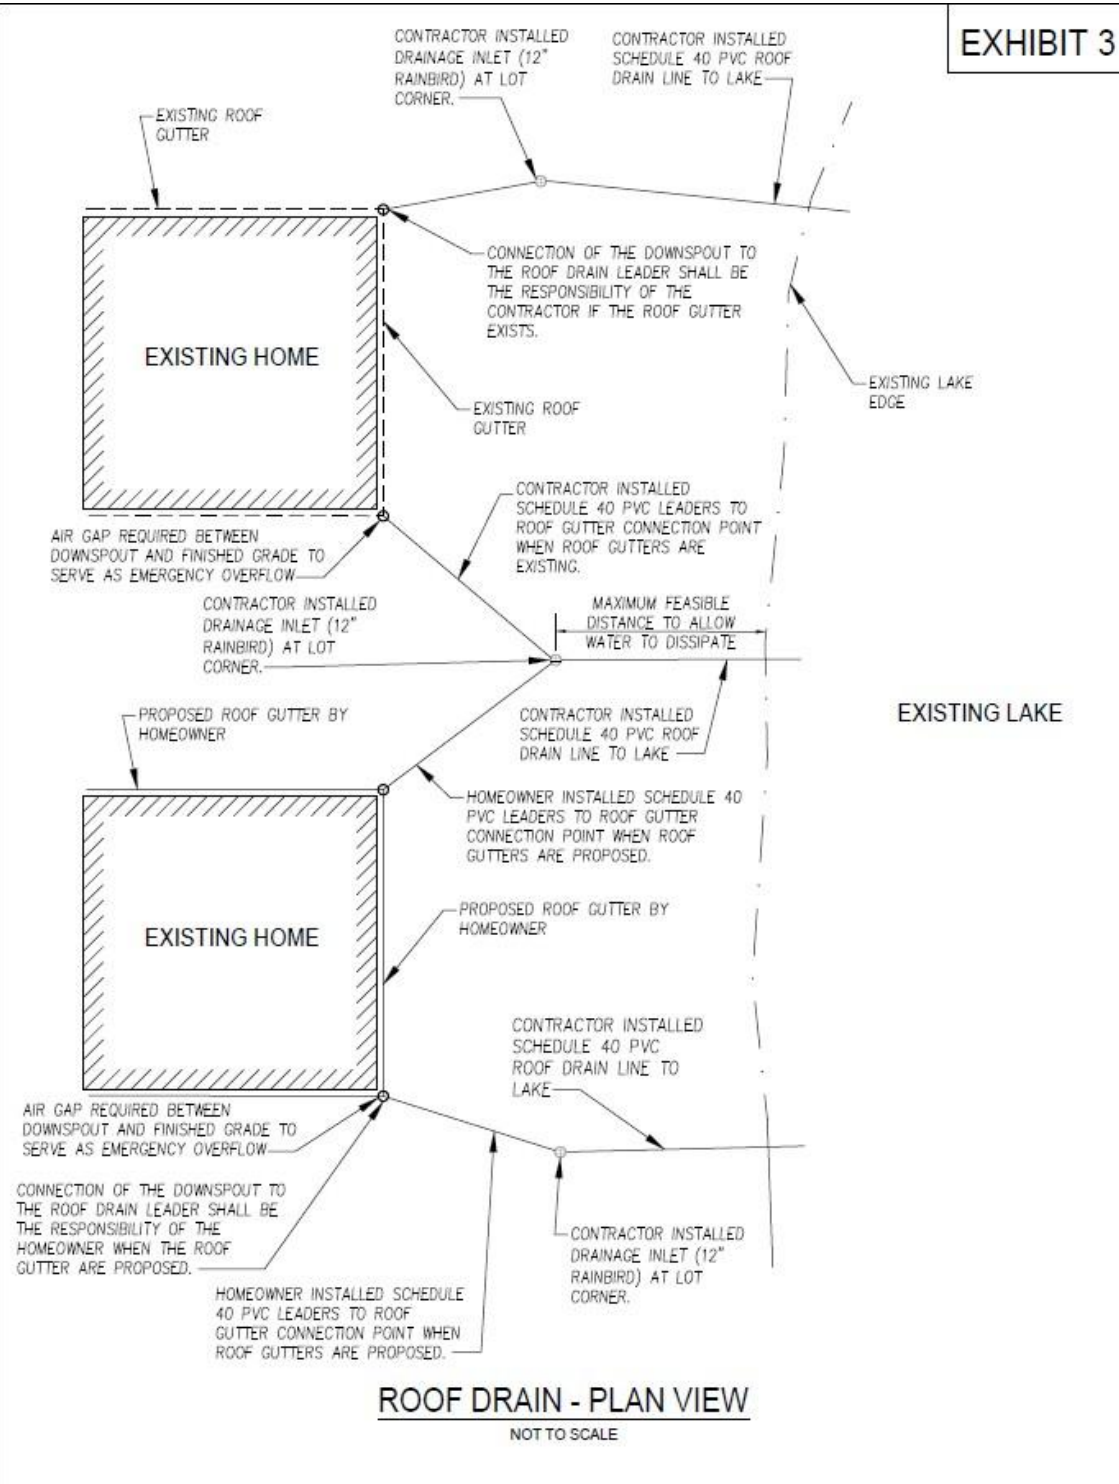 EXHIBIT 3
CONTRACTOR INSTALLED
DRAINAGE INLET (12"
RAINBIRD) AT LOT
CORNER.
CONTRACTOR INSTALLED
SCHEDULE 40 PVC ROOF
DRAIN LINE TO LAKE
EXISTING ROOF
GUTTER
CONNECTION OF THE DOWNSPOUT TO
THE ROOF DRAIN LEADER SHALL BE
THE RESPONSIBILITY OF THE
CONTRACTOR IF THE ROOF GUTTER
EXISTS.
EXISTING HOME
EXISTING LAKE
EDGE
EXISTING ROOF
GUTTER
CONTRACTOR INSTALLED
SCHEDULE 40 PVC LEADERS TO
ROOF GUTTER CONNECTION POINT
WHEN ROOF GUTTERS ARE
EXISTING.
AIR GAP REQUIRED BETWEEN
DOWNSPOUT AND FINISHED GRADE TO
SERVE AS EMERGENCY OVERFLOW
CONTRACTOR INSTALLED
DRAINAGE INLET (12"
RAINBIRD) AT LOT
CORNER.
MAXIMUM FEASIBLE
DISTANCE TO ALLOW
WATER TO DISSIPATE
PROPOSED ROOF GUTTER BY
HOMEOWNER
CONTRACTOR INSTALLED
SCHEDULE 40 PVC ROOF
DRAIN LINE TO LAKE
EXISTING LAKE
HOMEOWNER INSTALLED SCHEDULE 40
PVC LEADERS TO ROOF GUTTER
CONNECTION POINT WHEN ROOF
GUTTERS ARE PROPOSED.
PROPOSED ROOF GUTTER BY
HOMEOWNER
EXISTING HOME
CONTRACTOR INSTALLED
SCHEDULE 40 PVC
ROOF DRAIN LINE TO
LAKE
AIR GAP REQUIRED BETWEEN
DOWNSPOUT AND FINISHED GRADE TO
SERVE AS EMERGENCY OVERFLOW
CONNECTION OF THE DOWNSPOUT TO
THE ROOF DRAIN LEADER SHALL BE
THE RESPONSIBILITY OF THE
HOMEOWNER WHEN THE ROOF
GUTTER ARE PROPOSED.
CONTRACTOR INSTALLED
DRAINAGE INLET (12"
RAINBIRD) AT LOT
CORNER.
HOMEOWNER INSTALLED SCHEDULE
40 PVC LEADERS TO ROOF
GUTTER CONNECTION POINT WHEN
ROOF GUTTERS ARE PROPOSED.
ROOF DRAIN - PLAN VIEW
NOT TO SCALE